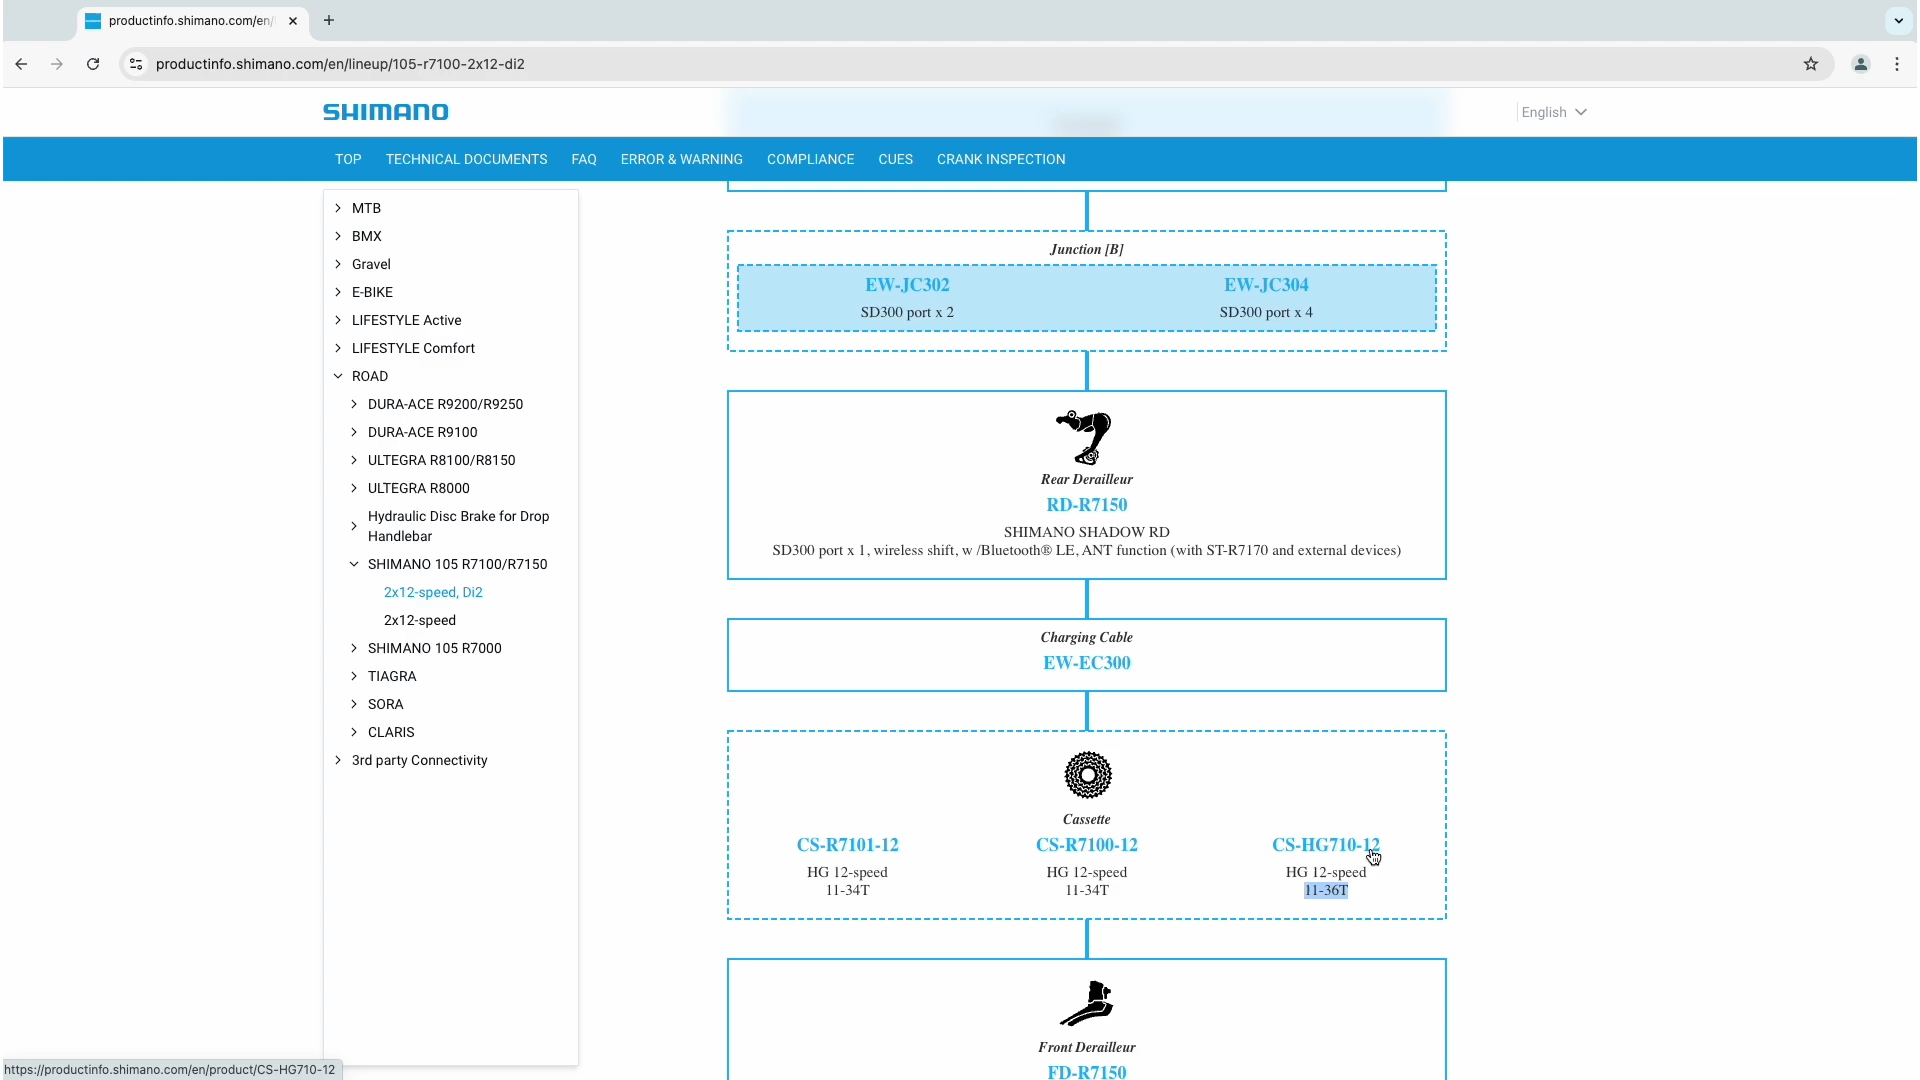 productinfo.shimano.com/en/
productinfo.shimano.com/en/lineup/105-r7100-2x12-di2
SHIMANO
English
TOP TECHNICAL DOCUMENTS FAQ ERROR & WARNING COMPLIANCE CUES CRANK INSPECTION
MTB
BMX
Gravel
E-BIKE
LIFESTYLE Active
LIFESTYLE Comfort
ROAD
DURA-ACE R9200/R9250
DURA-ACE R9100
ULTEGRA R8100/R8150
ULTEGRA R8000
Hydraulic Disc Brake for Drop
Handlebar
SHIMANO 105 R7100/R7150
2x12-speed, Di2
2x12-speed
SHIMANO 105 R7000
TIAGRA
SORA
CLARIS
3rd party Connectivity
Junction [B]
EW-JC302 EW-JC304
SD300 port x 2 SD300 port x 4
Rear Derailleur
RD-R7150
SHIMANO SHADOW RD
SD300 port x 1, wireless shift, w /Bluetooth® LE, ANT function (with ST-R7170 and external devices)
Charging Cable
EW-EC300
Cassette
CS-R7101-12 CS-R7100-12 CS-HG710-12
HG 12-speed HG 12-speed HG 12-speed
11-34T 11-34T 11-36T
Front Derailleur
FD-R7150
https://productinfo.shimano.com/en/product/CS-HG710-12